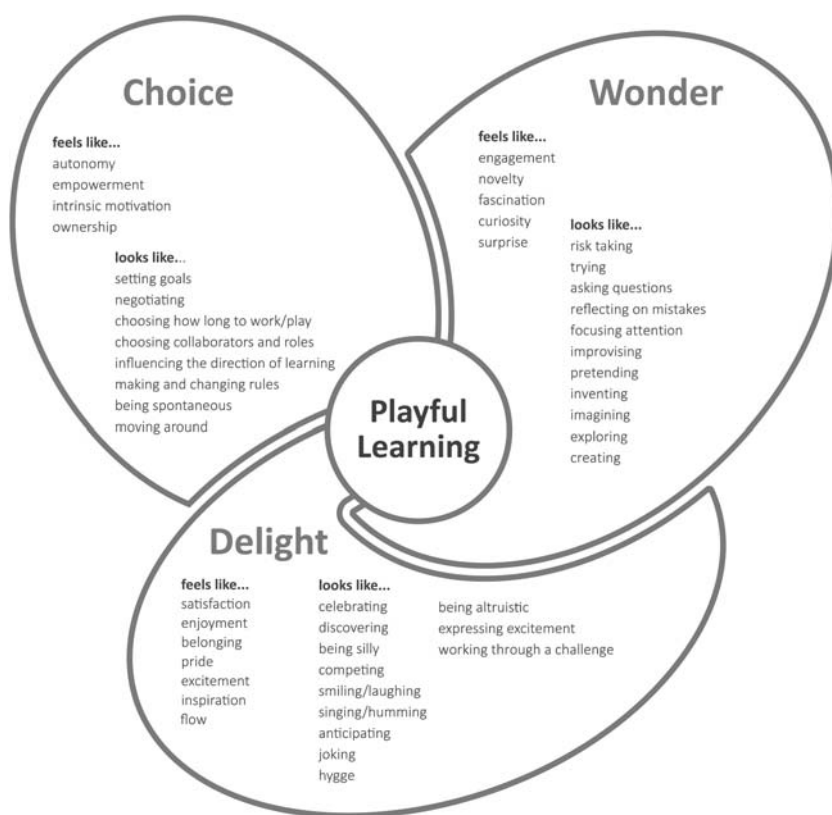 Choice
feels like...
autonomy
empowerment
intrinsic motivation
ownership
looks like...
setting goals
negotiating
choosing how long to work/play
choosing collaborators and roles
influencing the direction of learning
making and changing rules
being spontaneous
moving around
Wonder
feels like...
engagement
novelty
fascination
curiosity
surprise
looks like...
risk taking
trying
asking questions
reflecting on mistakes
focusing attention
improvising
pretending
inventing
imagining
exploring
creating
Playful
Learning
Delight
feels like...
satisfaction
enjoyment
belonging
pride
excitement
inspiration
flow
looks like...
celebrating
discovering
being silly
competing
smiling/laughing
singing/humming
anticipating
joking
hygge
being altruistic
expressing excitement
working through a challenge